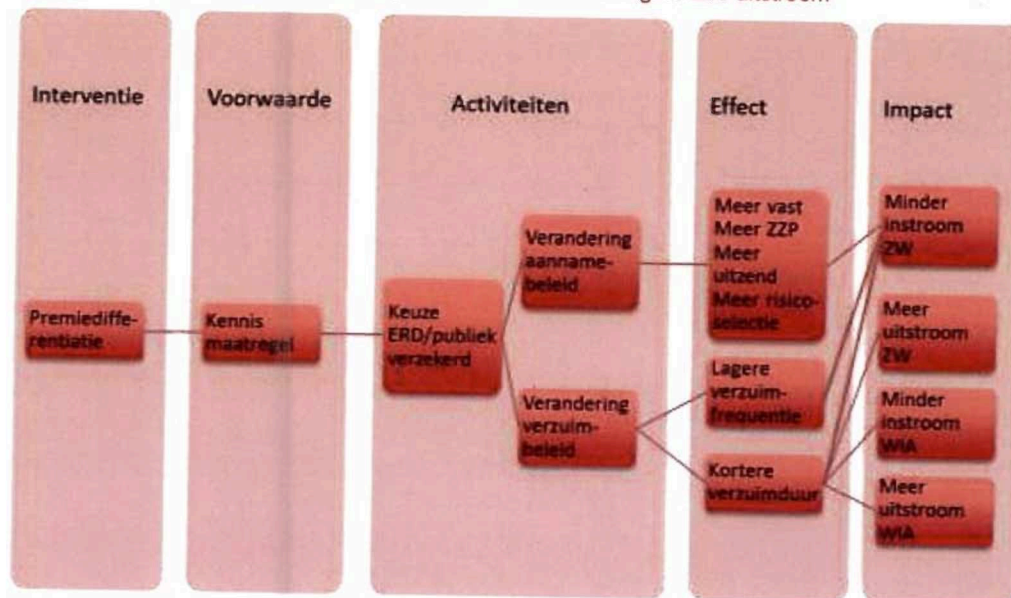 Interventie
Voorwaarde
Activiteiten
Effect
Impact
Premiediffe-
rentiatie
Kennis
maatregel
Keuze
ERD/publiek
verzekerd
Verandering
aanname-
beleid
Verandering
verzuim-
beleid
Meer vast
Meer ZZP
Meer
uitzend
Meer risico-
selectie
Lagere
verzuim-
frequentie
Kortere
verzuimduur
Minder
instroom
ZW
Meer
uitstroom
ZW
Minder
instroom
WIA
Meer
uitstroom
WIA